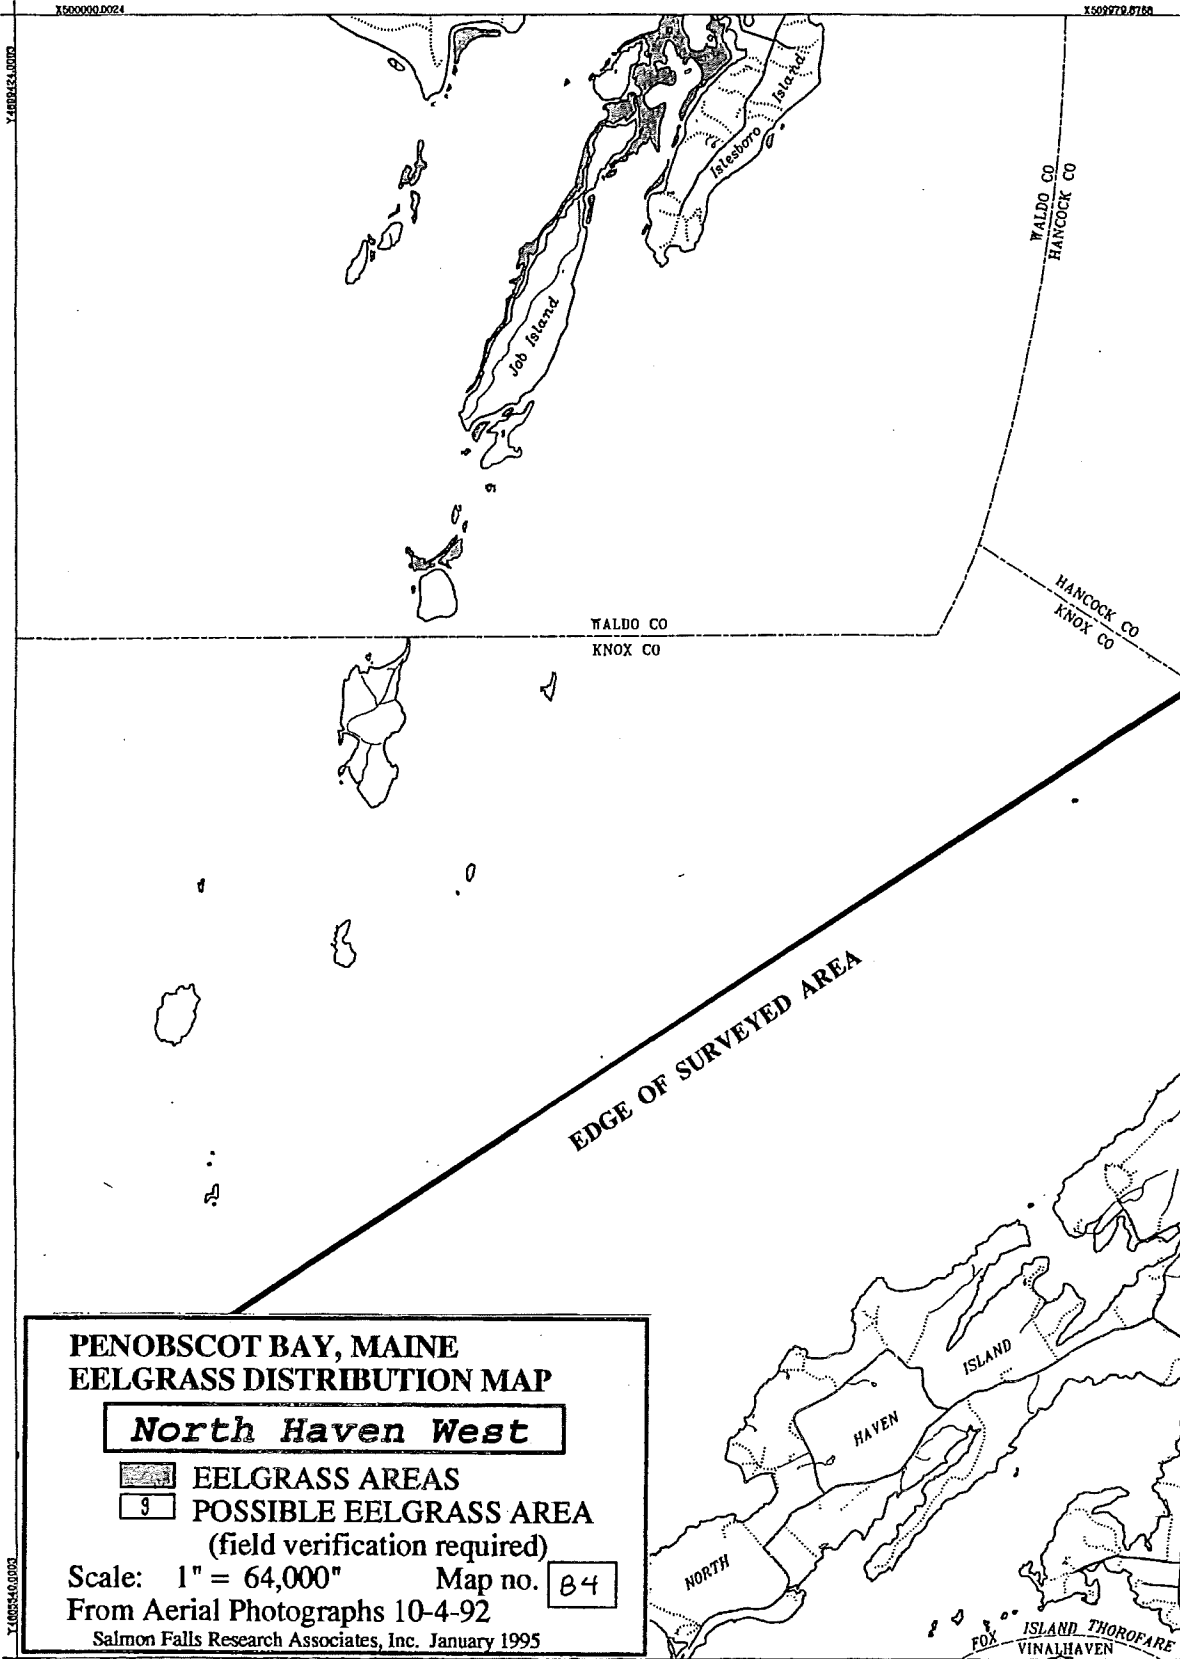 X500000.0024
X509979.8768
Islesboro Island
WALDO CO
HANCOCK CO
Job Island
HANCOCK CO
KNOX CO
WALDO CO
KNOX CO
EDGE OF SURVEYED AREA
NORTH HAVEN ISLAND
FOX ISLAND THOROFARE
VINALHAVEN
PENOBSCOT BAY, MAINE
EELGRASS DISTRIBUTION MAP
North Haven West
EELGRASS AREAS
9 POSSIBLE EELGRASS AREA
(field verification required)
Scale: 1" = 64,000" Map no. B4
From Aerial Photographs 10-4-92
Salmon Falls Research Associates, Inc. January 1995